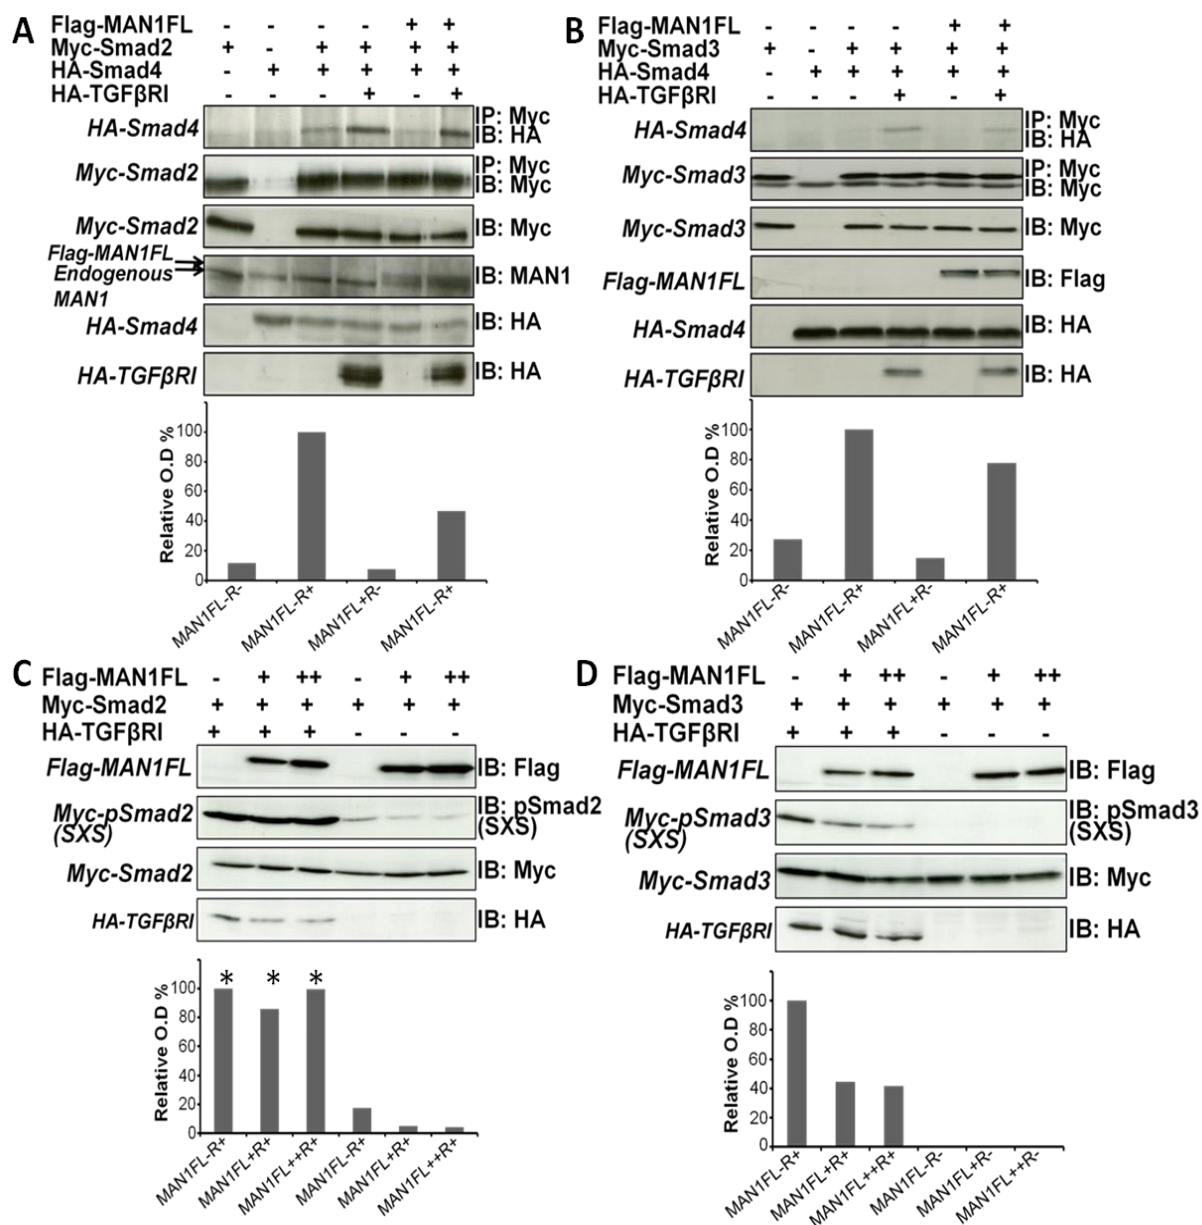 A
Flag-MAN1FL - - - - + +
Myc-Smad2 + - + + + +
HA-Smad4 - + + + + +
HA-TGFβRI - - - + - +
HA-Smad4 IP: Myc
IB: HA
Myc-Smad2 IP: Myc
IB: Myc
Myc-Smad2 IB: Myc
Flag-MAN1FL
Endogenous
MAN1 IB: MAN1
HA-Smad4 IB: HA
HA-TGFβRI IB: HA
Relative O.D %
100
80
60
40
20
0
MAN1FL-R- MAN1FL-R+ MAN1FL+R- MAN1FL-R+
B
Flag-MAN1FL - - - - + +
Myc-Smad3 + - + + + +
HA-Smad4 - + + + + +
HA-TGFβRI - - - + - +
HA-Smad4 IP: Myc
IB: HA
Myc-Smad3 IP: Myc
IB: Myc
Myc-Smad3 IB: Myc
Flag-MAN1FL IB: Flag
HA-Smad4 IB: HA
HA-TGFβRI IB: HA
Relative O.D %
100
80
60
40
20
0
MAN1FL-R- MAN1FL-R+ MAN1FL+R- MAN1FL-R+
C
Flag-MAN1FL - + ++ - + ++
Myc-Smad2 + + + + + +
HA-TGFβRI + + + - - -
Flag-MAN1FL IB: Flag
Myc-pSmad2 IB: pSmad2
(SXS) (SXS)
Myc-Smad2 IB: Myc
HA-TGFβRI IB: HA
Relative O.D %
100
80
60
40
20
0
* * *
MAN1FL-R+ MAN1FL+R+ MAN1FL++R+ MAN1FL-R+ MAN1FL+R+ MAN1FL++R+
D
Flag-MAN1FL - + ++ - + ++
Myc-Smad3 + + + + + +
HA-TGFβRI + + + - - -
Flag-MAN1FL IB: Flag
Myc-pSmad3 IB: pSmad3
(SXS) (SXS)
Myc-Smad3 IB: Myc
HA-TGFβRI IB: HA
Relative O.D %
100
80
60
40
20
0
MAN1FL-R+ MAN1FL+R+ MAN1FL++R+ MAN1FL-R- MAN1FL+R- MAN1FL++R-